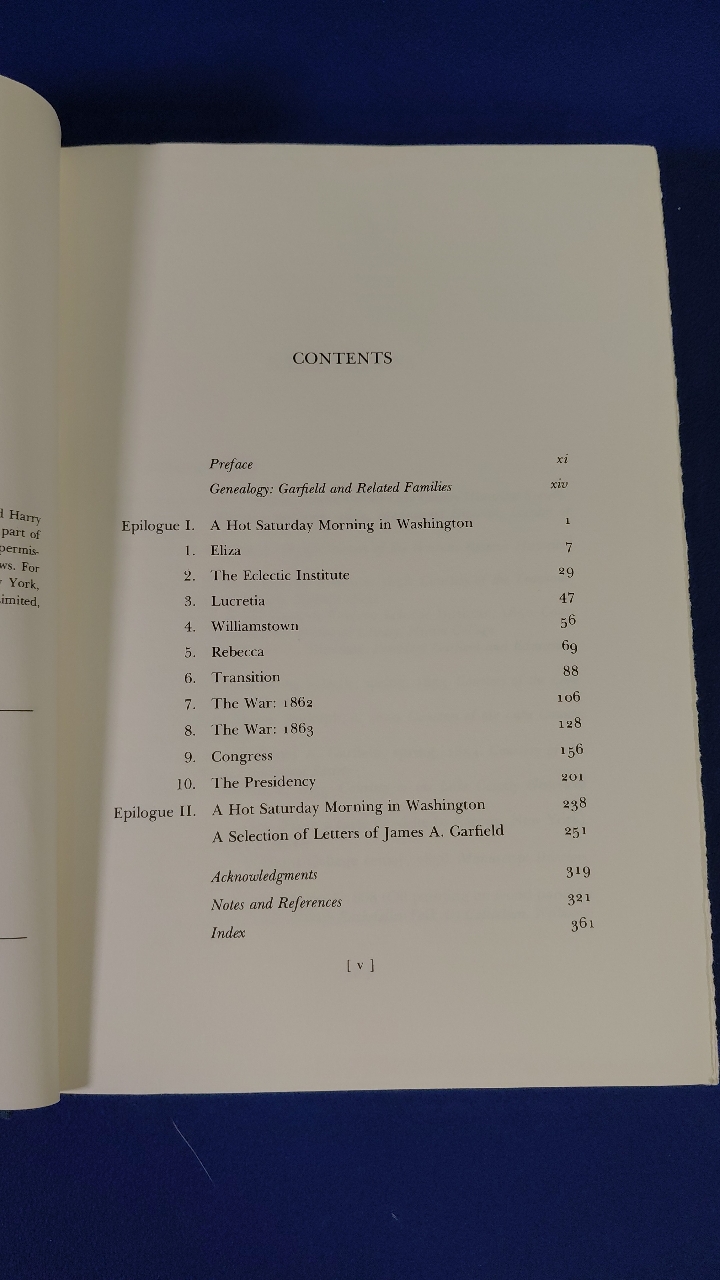 d Harry
part of
permis-
ws. For
York,
imited,
CONTENTS
Preface xi
Genealogy: Garfield and Related Families xiv
Epilogue I. A Hot Saturday Morning in Washington 1
1. Eliza 7
2. The Eclectic Institute 29
3. Lucretia 47
4. Williamstown 56
5. Rebecca 69
6. Transition 88
7. The War: 1862 106
8. The War: 1863 128
9. Congress 156
10. The Presidency 201
Epilogue II. A Hot Saturday Morning in Washington 238
A Selection of Letters of James A. Garfield 251
Acknowledgments 319
Notes and References 321
Index 361
[ v ]